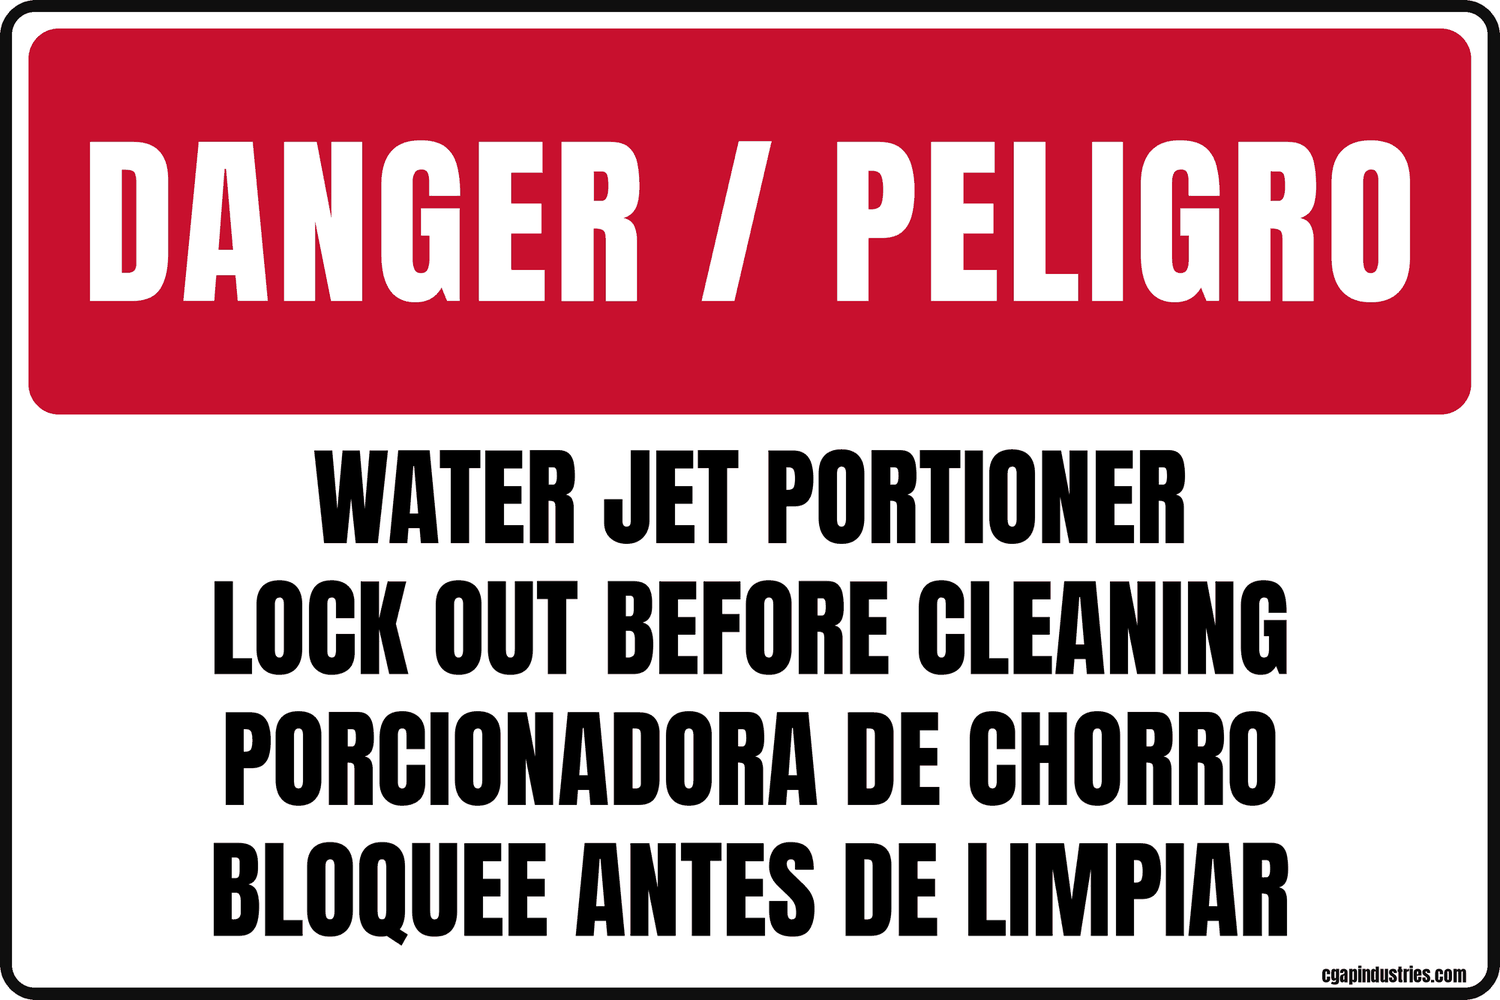 DANGER / PELIGRO
WATER JET PORTIONER
LOCK OUT BEFORE CLEANING
PORCIONADORA DE CHORRO
BLOQUEE ANTES DE LIMPIAR
cgapindustries.com